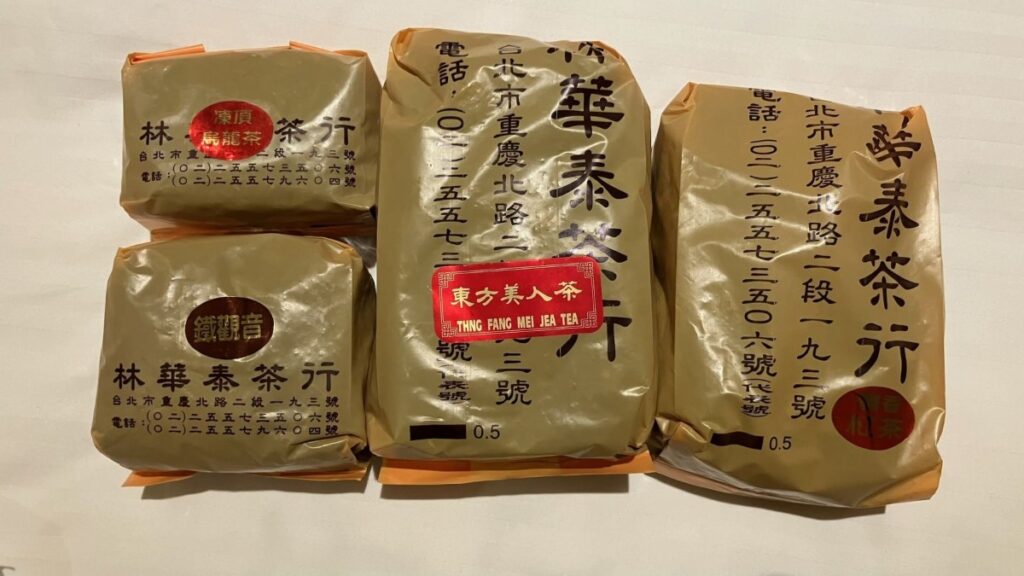 凍頂
烏龍茶
林 茶行
台北市重慶 二段一九三號
電話:(〇二)二五五七三五〇六號
(〇二)二五五七九六〇四號
鐵觀音
林華泰茶行
台北市重慶北路二段一九三號
電話:(〇二)二五五七三五〇六號
(〇二)二五五七九六〇四號
華泰茶行
台北市重慶北路二 九三號
電話:(〇二)二五五七三 號(代表號)
東方美人茶
THNG FANG MEI JEA TEA
0.5
華泰茶行
北市重慶北路二段一九三號
電話:(〇二)二五五七三五〇六號(代表號)
茶
0.5